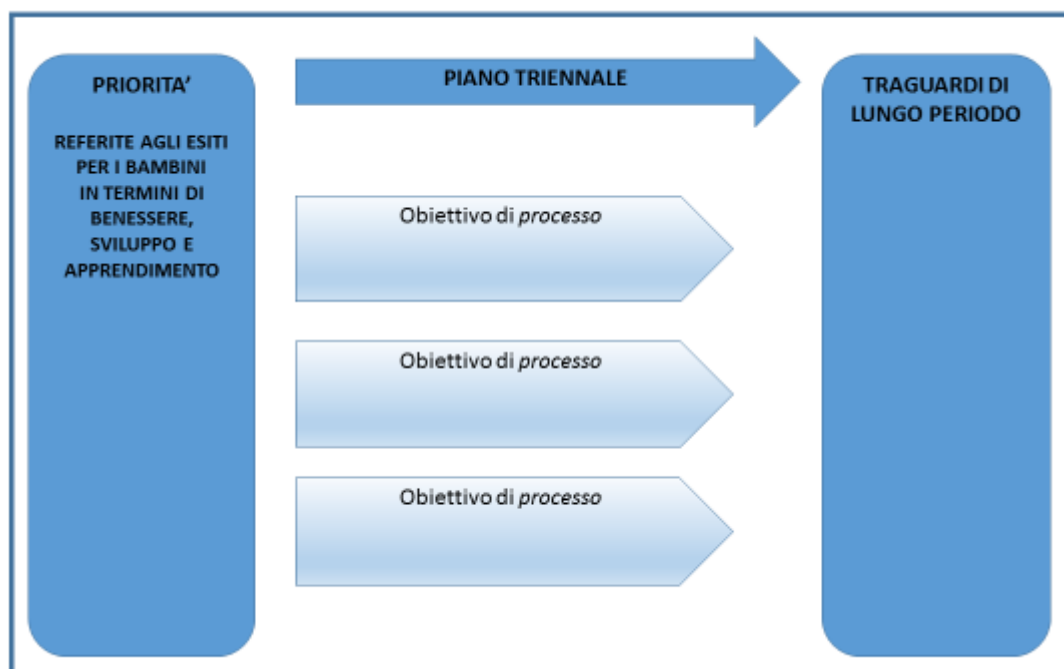 PRIORITA’
REFERITE AGLI ESITI
PER I BAMBINI
IN TERMINI DI
BENESSERE,
SVILUPPO E
APPRENDIMENTO
PIANO TRIENNALE
Obiettivo di processo
Obiettivo di processo
Obiettivo di processo
TRAGUARDI DI
LUNGO PERIODO